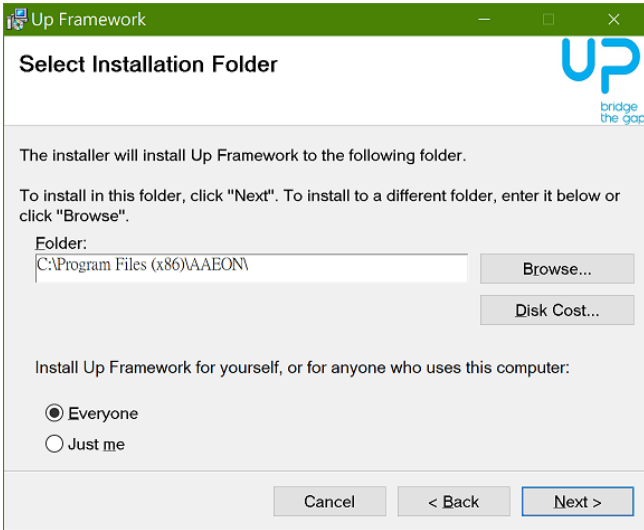 Up Framework
Select Installation Folder
UP
bridge
the gap
The installer will install Up Framework to the following folder.
To install in this folder, click "Next". To install to a different folder, enter it below or
click "Browse".
Folder:
C:\Program Files (x86)\AAEON\
Browse...
Disk Cost...
Install Up Framework for yourself, or for anyone who uses this computer:
Everyone
Just me
Cancel
< Back
Next >